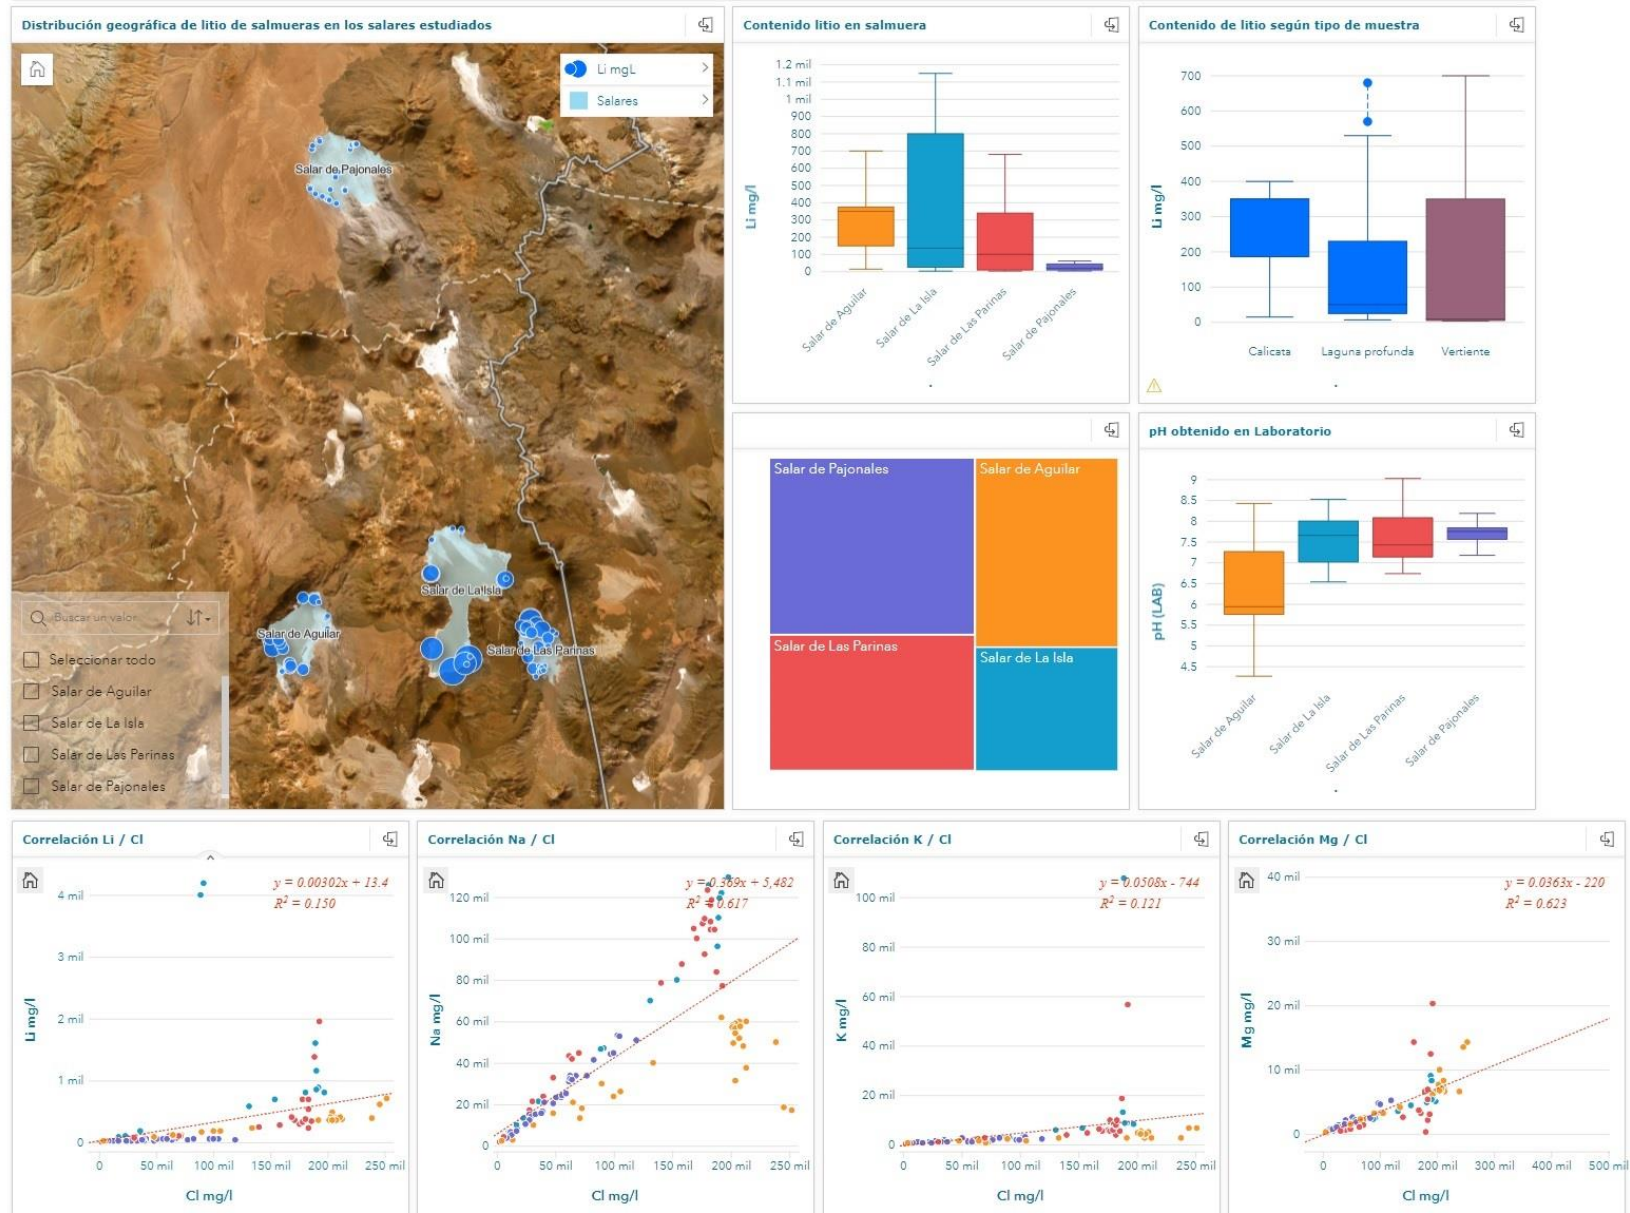 Distribución geográfica de litio de salmueras en los salares estudiados
Li mgL
Salares
Salar de Pajonales
Salar de La Isla
Salar de Aguilar
Salar de Las Parinas
Buscar un valor
Seleccionar todo
Salar de Aguilar
Salar de La Isla
Salar de Las Parinas
Salar de Pajonales
Contenido litio en salmuera
Li mg/l
1.2 mil
1.1 mil
1 mil
900
800
700
600
500
400
300
200
100
0
Salar de Aguilar
Salar de La Isla
Salar de Las Parinas
Salar de Pajonales
Contenido de litio según tipo de muestra
Li mg/l
700
600
500
400
300
200
100
0
Calicata
Laguna profunda
Vertiente
Salar de Pajonales
Salar de Aguilar
Salar de Las Parinas
Salar de La Isla
pH obtenido en Laboratorio
pH (LAB)
9
8.5
8
7.5
7
6.5
6
5.5
5
4.5
Salar de Aguilar
Salar de La Isla
Salar de Las Parinas
Salar de Pajonales
Correlación Li / Cl
y = 0.00302x + 13.4
R² = 0.150
Li mg/l
4 mil
3 mil
2 mil
1 mil
0
0
50 mil
100 mil
150 mil
200 mil
250 mil
Cl mg/l
Correlación Na / Cl
y = 0.369x + 5,482
R² = 0.617
Na mg/l
120 mil
100 mil
80 mil
60 mil
40 mil
20 mil
0
0
50 mil
100 mil
150 mil
200 mil
250 mil
Cl mg/l
Correlación K / Cl
y = 0.0508x - 744
R² = 0.121
K mg/l
100 mil
80 mil
60 mil
40 mil
20 mil
0
0
50 mil
100 mil
150 mil
200 mil
250 mil
Cl mg/l
Correlación Mg / Cl
y = 0.0363x - 220
R² = 0.623
Mg mg/l
40 mil
30 mil
20 mil
10 mil
0
0
100 mil
200 mil
300 mil
400 mil
500 mil
Cl mg/l